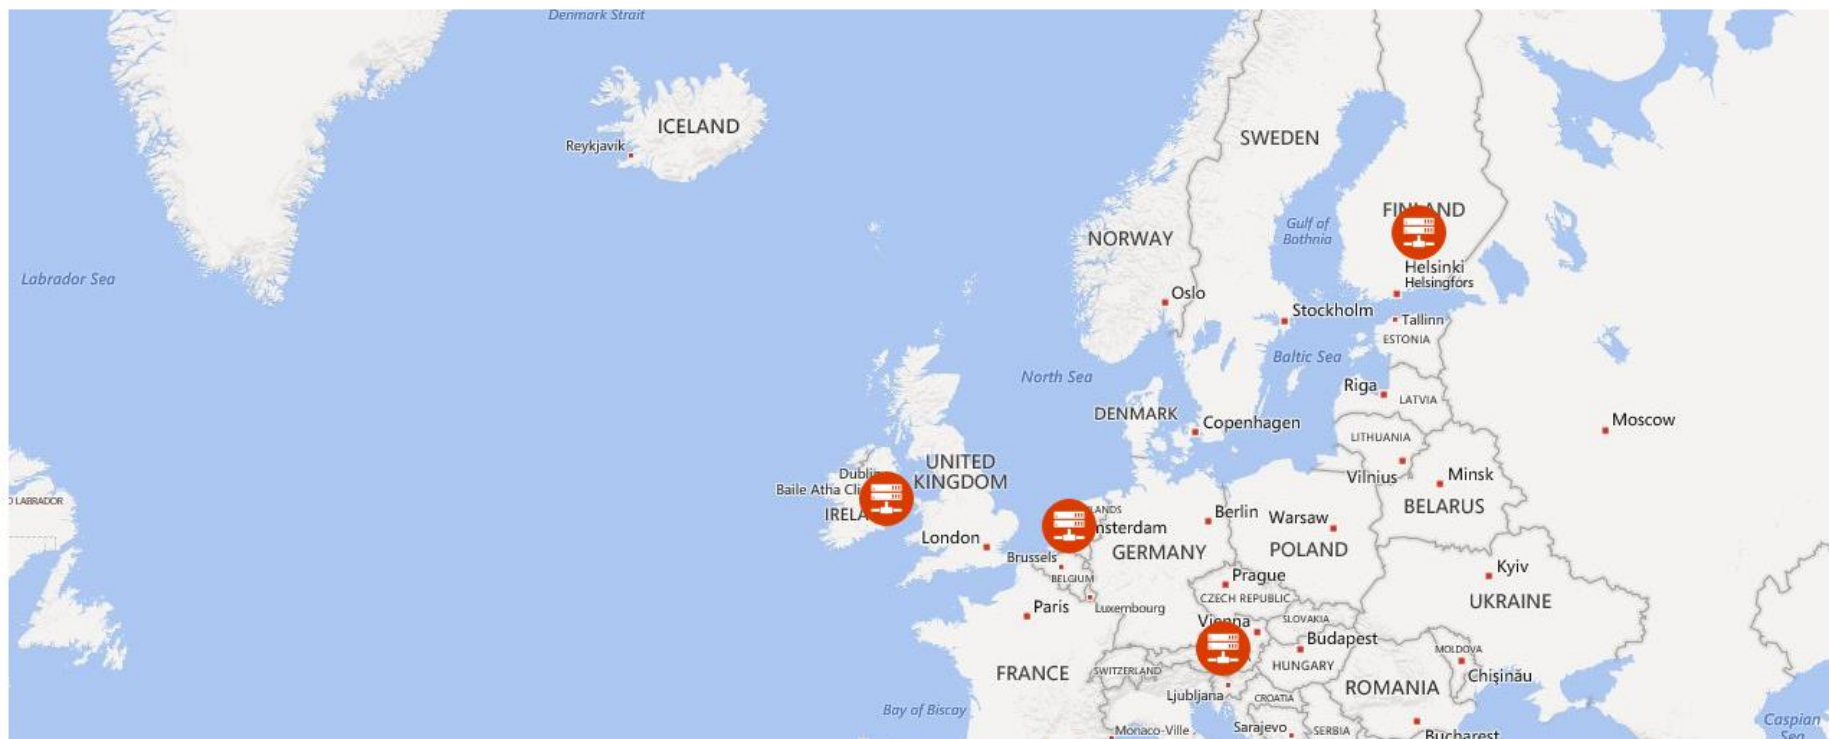 Denmark Strait
ICELAND
Reykjavík
SWEDEN
FINLAND
Gulf of
Bothnia
NORWAY
Labrador Sea
Helsinki
Helsingfors
Oslo
Stockholm
Tallinn
ESTONIA
Baltic Sea
North Sea
Riga
LATVIA
DENMARK
Copenhagen
Moscow
LITHUANIA
UNITED
KINGDOM
Dublin
Baile Atha Cli
Vilnius
Minsk
BELARUS
O LABRADOR
IRELA
LANDS
msterdam
Berlin
Warsaw
London
GERMANY
POLAND
Brussels
BELGIUM
Kyiv
Prague
CZECH REPUBLIC
UKRAINE
Paris
Luxembourg
Vienna
SLOVAKIA
Budapest
MOLDOVA
HUNGARY
FRANCE
SWITZERLAND
Chişinău
ROMANIA
Ljubljana
CROATIA
Bay of Biscay
Monaco-Ville
Sarajevo
SERBIA
Bucharest
Caspian
Sea